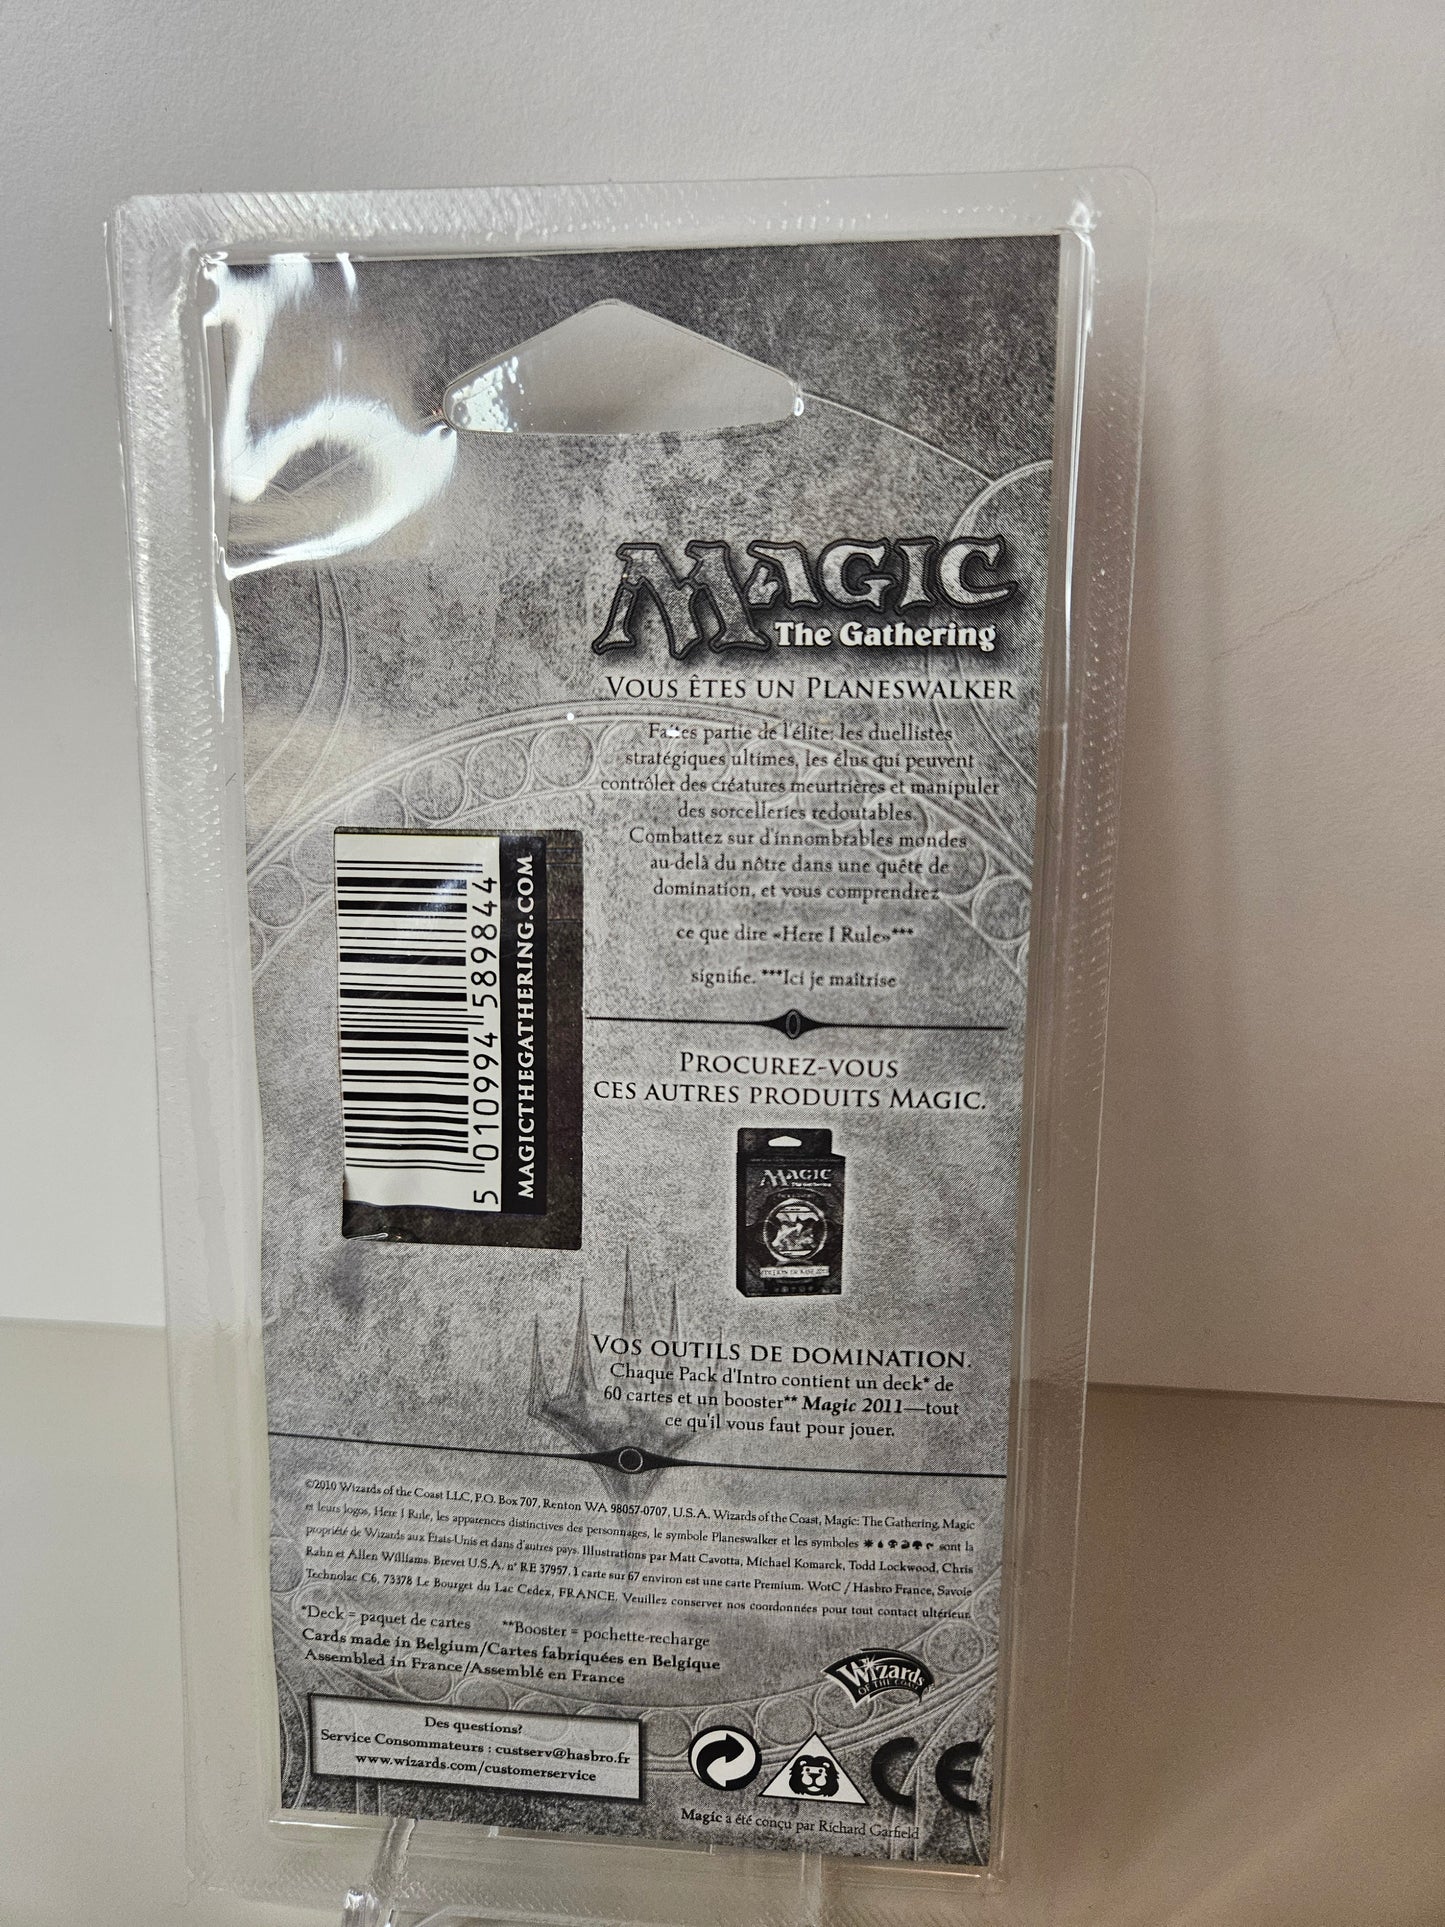 MAGIC
The Gathering
VOUS ÊTES UN PLANESWALKER
Faites partie de l'élite: les duellistes
stratégiques ultimes, les élus qui peuvent
contrôler des créatures meurtrières et manipuler
des sorcelleries redoutables.
Combattez sur d'innombrables mondes
au-delà du nôtre dans une quête de
domination, et vous comprendrez
ce que dire «Here I Rule»***
signifie. ***Ici je maîtrise
5 010994 589844
MAGICTHEGATHERING.COM
PROCUREZ-VOUS
CES AUTRES PRODUITS MAGIC.
MAGIC
The Gathering
VOS OUTILS DE DOMINATION.
Chaque Pack d'Intro contient un deck* de
60 cartes et un booster** Magic 2011—tout
ce qu'il vous faut pour jouer.
©2010 Wizards of the Coast LLC, P.O. Box 707, Renton WA 98057-0707, U.S.A. Wizards of the Coast, Magic: The Gathering, Magic
et leurs logos, Here I Rule, les apparences distinctives des personnages, le symbole Planeswalker et les symboles sont la
propriété de Wizards aux États-Unis et dans d'autres pays. Illustrations par Matt Cavotta, Michael Komarck, Todd Lockwood, Chris
Rahn et Allen Williams. Brevet U.S.A. n° RE 37957. 1 carte sur 67 environ est une carte Premium. WotC / Hasbro France, Savoie
Technolac C6, 73378 Le Bourget du Lac Cedex, FRANCE. Veuillez conserver nos coordonnées pour tout contact ultérieur.
*Deck = paquet de cartes **Booster = pochette-recharge
Cards made in Belgium/Cartes fabriquées en Belgique
Assembled in France/Assemblé en France
Wizards
OF THE COAST
Des questions?
Service Consommateurs : custserv@hasbro.fr
www.wizards.com/customerservice
CE
Magic a été conçu par Richard Garfield